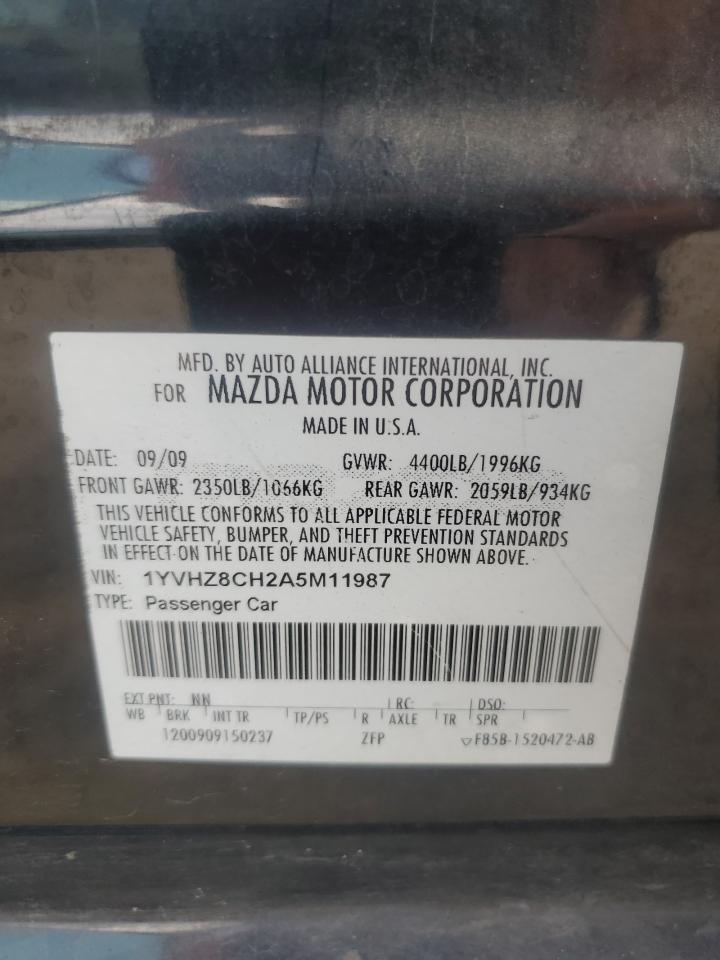 MFD. BY AUTO ALLIANCE INTERNATIONAL, INC.
FOR MAZDA MOTOR CORPORATION
MADE IN U.S.A.
DATE: 09/09 GVWR: 4400LB/1996KG
FRONT GAWR: 2350LB/1066KG REAR GAWR: 2059LB/934KG
THIS VEHICLE CONFORMS TO ALL APPLICABLE FEDERAL MOTOR
VEHICLE SAFETY, BUMPER, AND THEFT PREVENTION STANDARDS
IN EFFECT ON THE DATE OF MANUFACTURE SHOWN ABOVE.
VIN: 1YVHZ8CH2A5M11987
TYPE: Passenger Car
EXT PNT: NN RC: DSO:
WB BRK INT TR TP/PS R AXLE TR SPR
1200909150237 ZFP F85B-1520472-AB